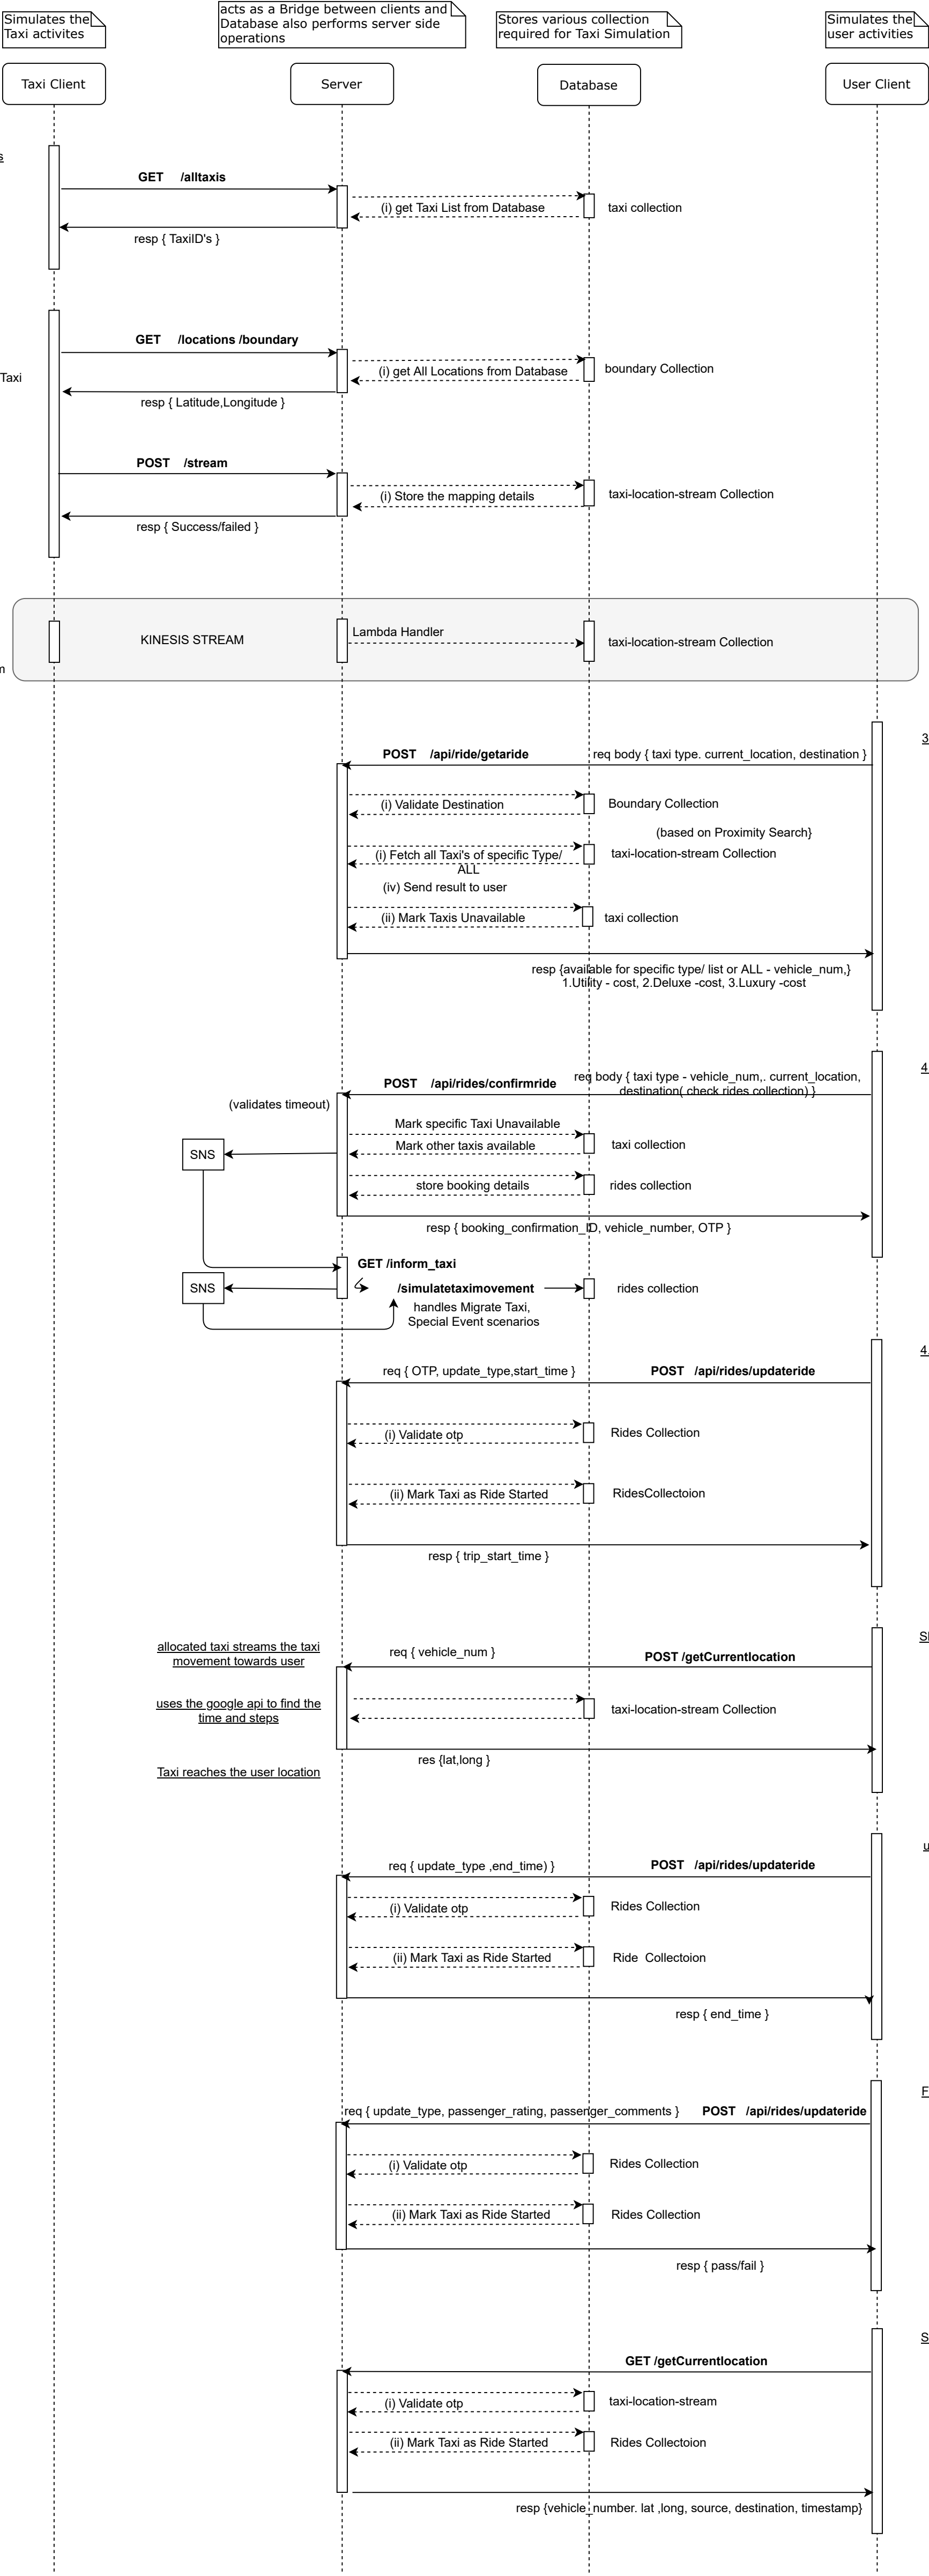 Simulates the
Taxi activites
acts as a Bridge between clients and
Database also performs server side
operations
Stores various collection
required for Taxi Simulation
Simulates the
user activities
Taxi Client
Server
Database
User Client
s
GET /alltaxis
(i) get Taxi List from Database
taxi collection
resp { TaxiID's }
GET /locations /boundary
(i) get All Locations from Database
boundary Collection
Taxi
resp { Latitude,Longitude }
POST /stream
(i) Store the mapping details
taxi-location-stream Collection
resp { Success/failed }
KINESIS STREAM
Lambda Handler
taxi-location-stream Collection
3
POST /api/ride/getaride
req body { taxi type. current_location, destination }
(i) Validate Destination
Boundary Collection
(based on Proximity Search}
(i) Fetch all Taxi's of specific Type/
ALL
taxi-location-stream Collection
(iv) Send result to user
(ii) Mark Taxis Unavailable
taxi collection
resp {available for specific type/ list or ALL - vehicle_num,}
1.Utility - cost, 2.Deluxe -cost, 3.Luxury -cost
4
POST /api/rides/confirmride
req body { taxi type - vehicle_num,. current_location,
destination( check rides collection) }
(validates timeout)
Mark specific Taxi Unavailable
Mark other taxis available
taxi collection
SNS
store booking details
rides collection
resp { booking_confirmation_ID, vehicle_number, OTP }
GET /inform_taxi
SNS
/simulatetaximovement
rides collection
handles Migrate Taxi,
Special Event scenarios
4.
req { OTP, update_type,start_time }
POST /api/rides/updateride
(i) Validate otp
Rides Collection
(ii) Mark Taxi as Ride Started
RidesCollectoion
resp { trip_start_time }
allocated taxi streams the taxi
movement towards user
req { vehicle_num }
POST /getCurrentlocation
uses the google api to find the
time and steps
taxi-location-stream Collection
res {lat,long }
Taxi reaches the user location
u
req { update_type ,end_time) }
POST /api/rides/updateride
(i) Validate otp
Rides Collection
(ii) Mark Taxi as Ride Started
Ride Collectoion
resp { end_time }
F
req { update_type, passenger_rating, passenger_comments }
POST /api/rides/updateride
(i) Validate otp
Rides Collection
(ii) Mark Taxi as Ride Started
Rides Collection
resp { pass/fail }
S
GET /getCurrentlocation
(i) Validate otp
taxi-location-stream
(ii) Mark Taxi as Ride Started
Rides Collectoion
resp {vehicle_number. lat ,long, source, destination, timestamp}